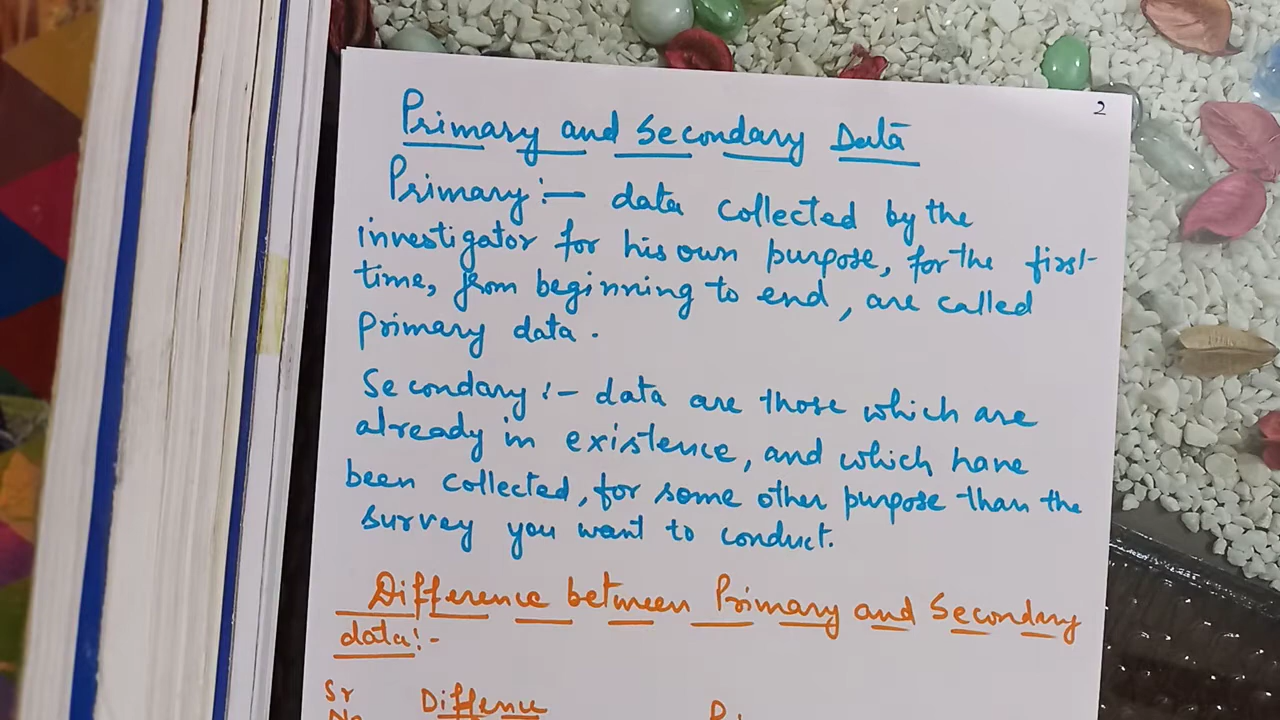 2
Primary and Secondary Data
Primary:- data collected by the
investigator for his own purpose, for the first
time, from beginning to end, are called
primary data.
Secondary:- data are those which are
already in existence, and which have
been collected, for some other purpose than the
survey you want to conduct.
Difference between Primary and Secondary
data:-
Sr Diffence
No